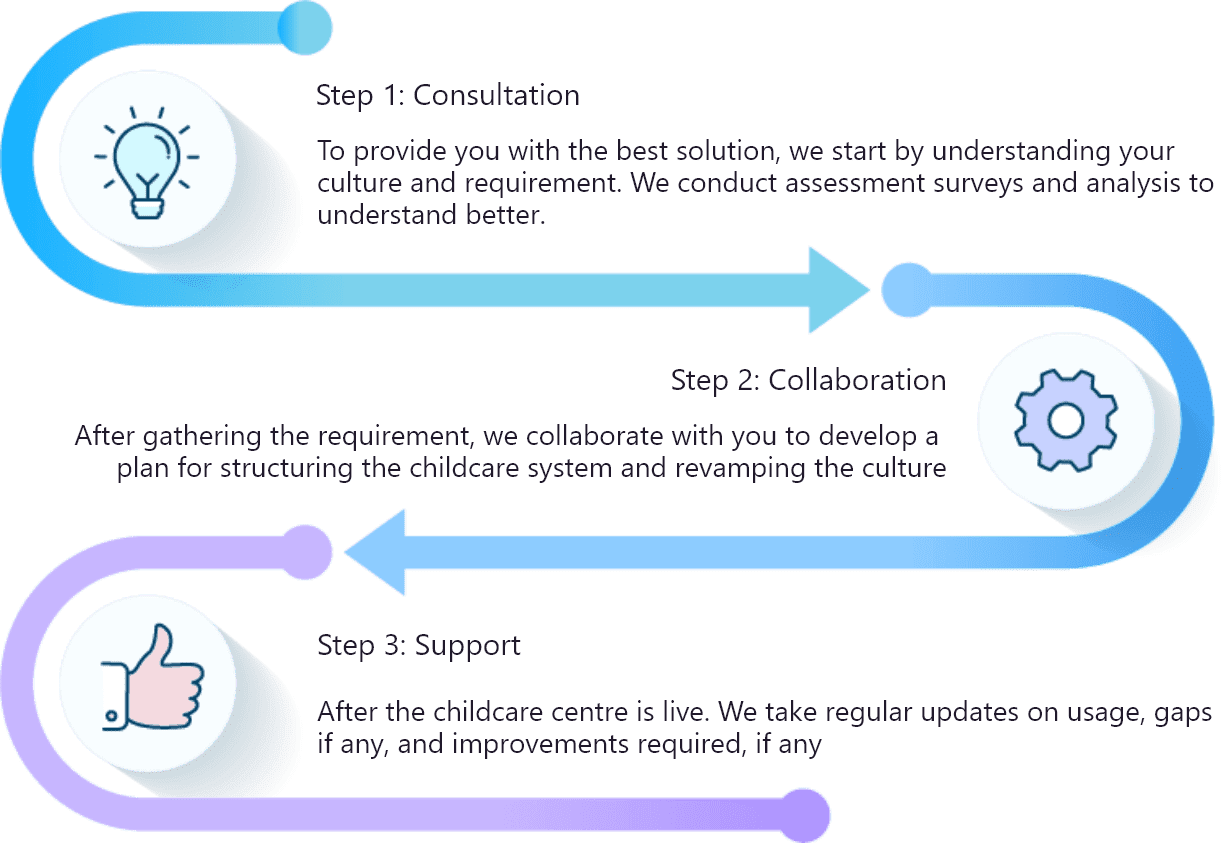 Step 1: Consultation
To provide you with the best solution, we start by understanding your
culture and requirement. We conduct assessment surveys and analysis to
understand better.
Step 2: Collaboration
After gathering the requirement, we collaborate with you to develop a
plan for structuring the childcare system and revamping the culture
Step 3: Support
After the childcare centre is live. We take regular updates on usage, gaps
if any, and improvements required, if any